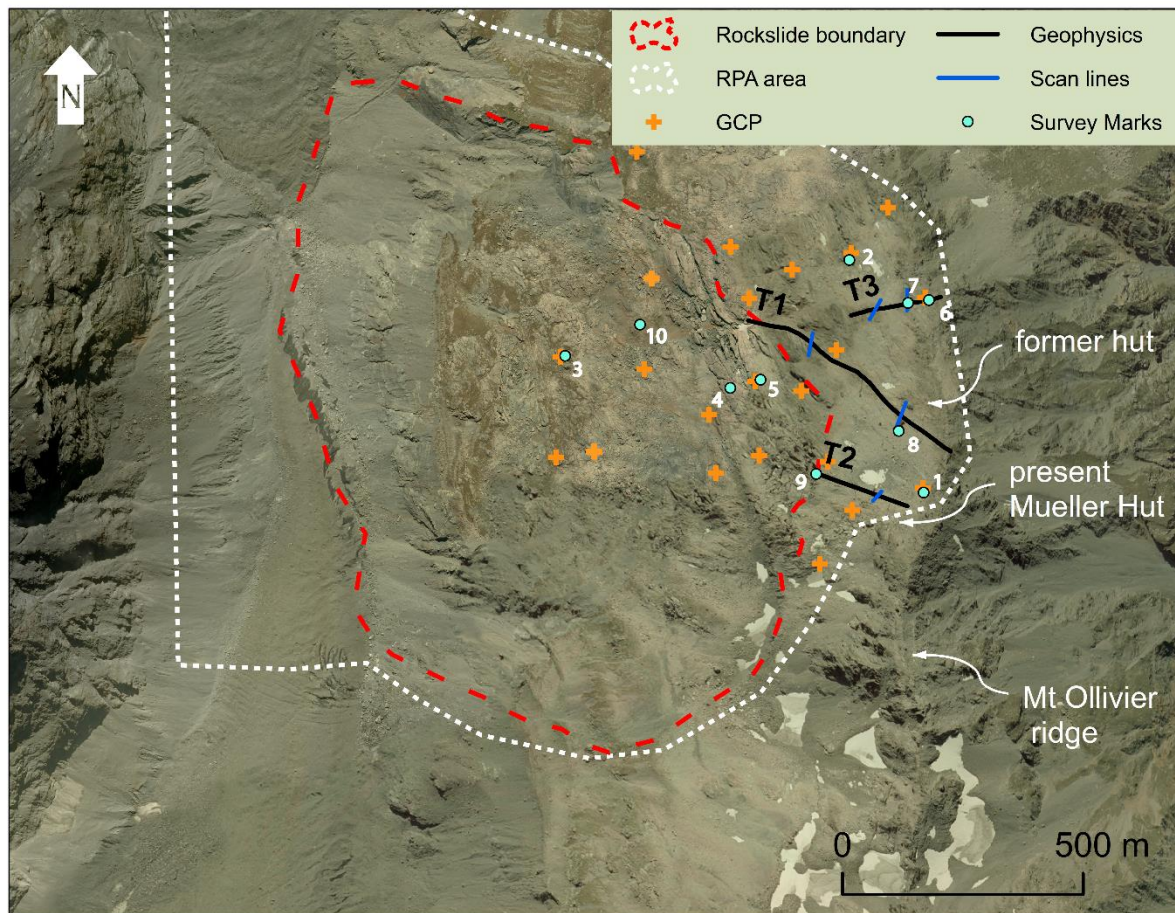 Rockslide boundary
Geophysics
RPA area
Scan lines
GCP
Survey Marks
N
2
T3
7
6
T1
10
3
former hut
4
5
8
T2
9
1
present
Mueller Hut
Mt Ollivier
ridge
0
500 m